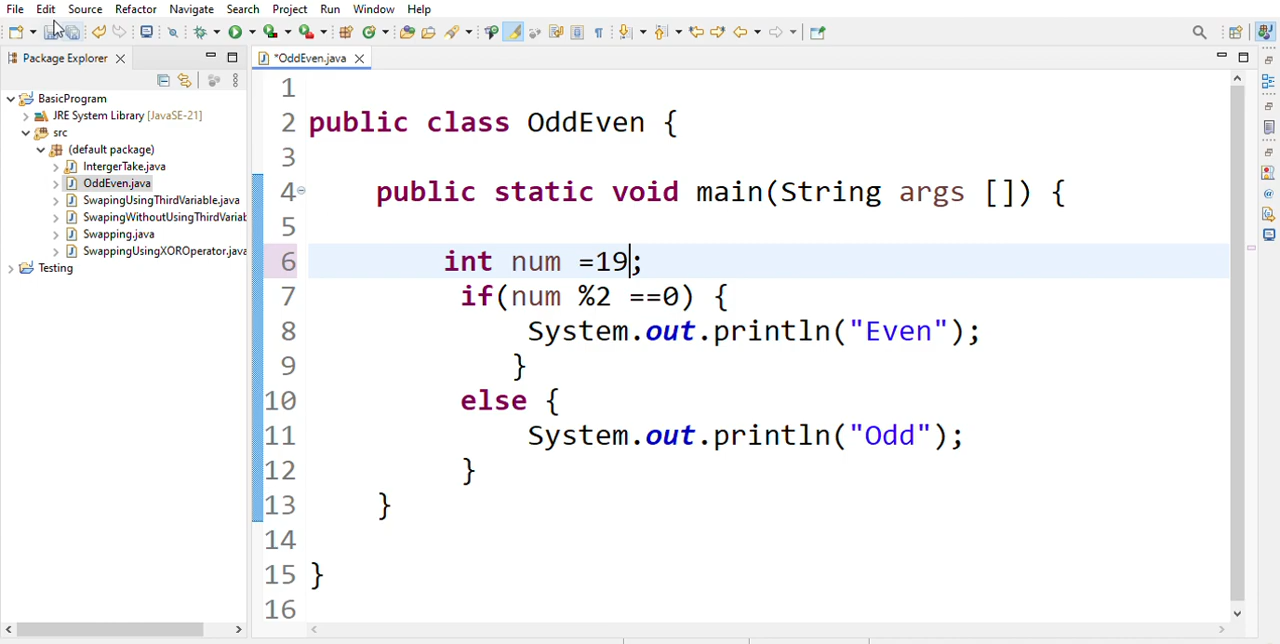 File Edit Source Refactor Navigate Search Project Run Window Help
Package Explorer
*OddEven.java
BasicProgram
JRE System Library [JavaSE-21]
src
(default package)
IntergerTake.java
OddEven.java
SwapingUsingThirdVariable.java
SwapingWithoutUsingThirdVariab
Swapping.java
SwappingUsingXOROperator.java
Testing
1
2 public class OddEven {
3
4 public static void main(String args []) {
5
6 int num =19;
7 if(num %2 ==0) {
8 System.out.println("Even");
9 }
10 else {
11 System.out.println("Odd");
12 }
13 }
14
15 }
16